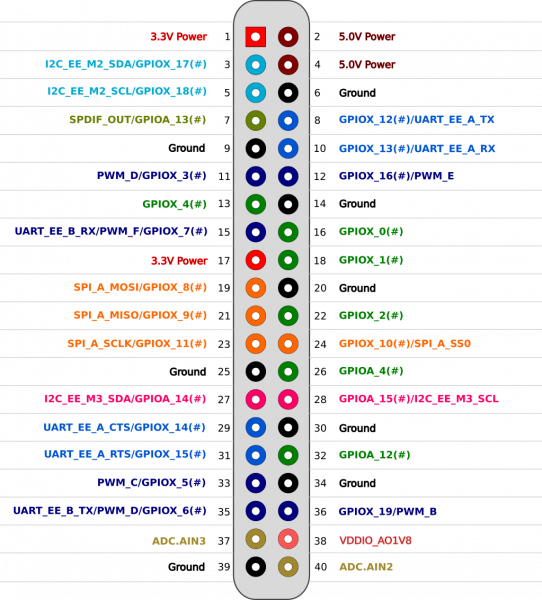 3.3V Power 1 2 5.0V Power
I2C_EE_M2_SDA/GPIOX_17(#) 3 4 5.0V Power
I2C_EE_M2_SCL/GPIOX_18(#) 5 6 Ground
SPDIF_OUT/GPIOA_13(#) 7 8 GPIOX_12(#)/UART_EE_A_TX
Ground 9 10 GPIOX_13(#)/UART_EE_A_RX
PWM_D/GPIOX_3(#) 11 12 GPIOX_16(#)/PWM_E
GPIOX_4(#) 13 14 Ground
UART_EE_B_RX/PWM_F/GPIOX_7(#) 15 16 GPIOX_0(#)
3.3V Power 17 18 GPIOX_1(#)
SPI_A_MOSI/GPIOX_8(#) 19 20 Ground
SPI_A_MISO/GPIOX_9(#) 21 22 GPIOX_2(#)
SPI_A_SCLK/GPIOX_11(#) 23 24 GPIOX_10(#)/SPI_A_SS0
Ground 25 26 GPIOA_4(#)
I2C_EE_M3_SDA/GPIOA_14(#) 27 28 GPIOA_15(#)/I2C_EE_M3_SCL
UART_EE_A_CTS/GPIOX_14(#) 29 30 Ground
UART_EE_A_RTS/GPIOX_15(#) 31 32 GPIOA_12(#)
PWM_C/GPIOX_5(#) 33 34 Ground
UART_EE_B_TX/PWM_D/GPIOX_6(#) 35 36 GPIOX_19/PWM_B
ADC.AIN3 37 38 VDDIO_AO1V8
Ground 39 40 ADC.AIN2